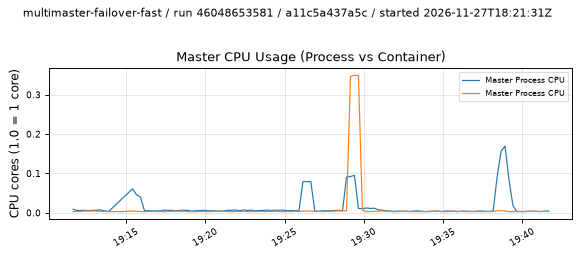 multimaster-failover-fast / run 46048653581 / a11c5a437a5c / started 2026-11-27T18:21:31Z
Master CPU Usage (Process vs Container)
CPU cores (1.0 = 1 core)
0.3
0.2
0.1
0.0
Master Process CPU
Master Process CPU
19:15
19:20
19:25
19:30
19:35
19:40